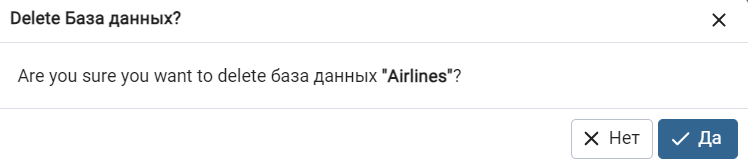 Delete База данных?
Are you sure you want to delete база данных "Airlines"?
Нет
Да